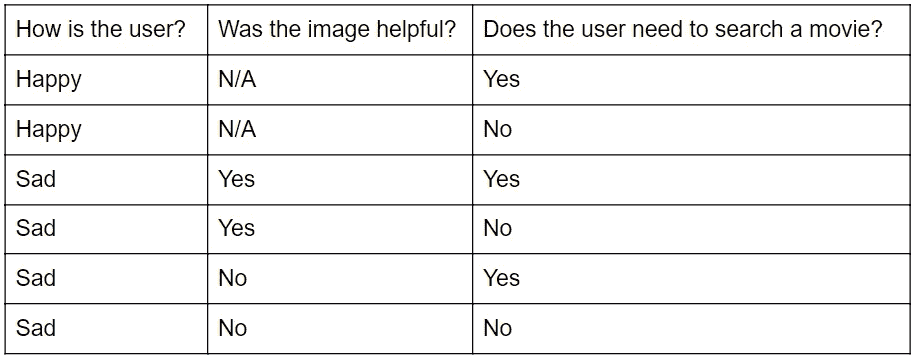 How is the user? Was the image helpful? Does the user need to search a movie?
Happy N/A Yes
Happy N/A No
Sad Yes Yes
Sad Yes No
Sad No Yes
Sad No No